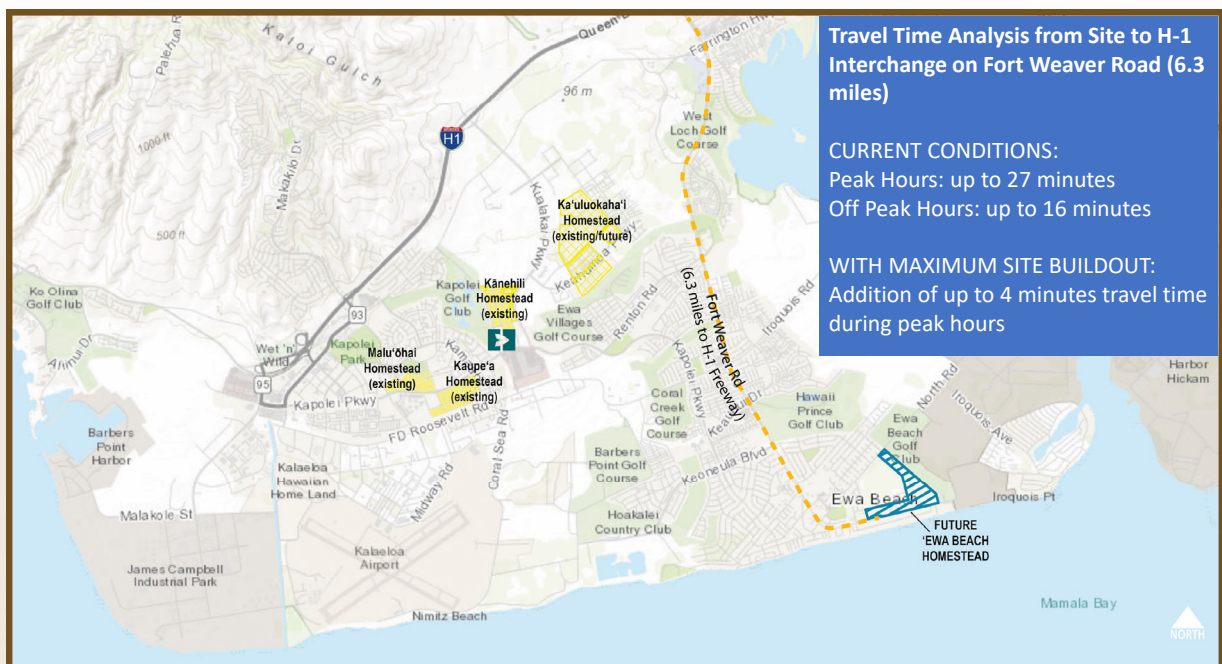 Travel Time Analysis from Site to H-1
Interchange on Fort Weaver Road (6.3
miles)
CURRENT CONDITIONS:
Peak Hours: up to 27 minutes
Off Peak Hours: up to 16 minutes
WITH MAXIMUM SITE BUILDOUT:
Addition of up to 4 minutes travel time
during peak hours
Palehua R
Kaloi Gulch
Queen
Farrington Hwy
96 m
West
Loch Golf
Course
1000 ft
H1
Makakilo Dr
Kualakai Pkwy
Ka'uluokaha'i
Homestead
(existing/future)
Keahumoa Pkwy
500 ft
Ko Olina
Golf Club
Kapolei
Golf
Club
Kānehili
Homestead
(existing)
93
Ewa
Villages
Golf Course
Renton Rd
Iroquois Rd
Fort Weaver Rd
(6.3 miles to H-1 Freeway)
Wet 'n'
Wild
Kapolei
Park
Malu'ōhai
Homestead
(existing)
Kam
Kaupe'a
Homestead
(existing)
95
Kapolei Pkwy
FD Roosevelt Rd
Coral Sea Rd
Kapolei Pkwy
Coral
Creek
Golf
Course
Hawaii
Prince Golf
Club
North Rd
Iroquois Ave
Harbor
Hickam
Ewa
Beach
Golf
Club
Barbers
Point
Harbor
Kalaeloa
Hawaiian
Home Land
Midway Rd
Barbers
Point Golf
Course
Keoneula Blvd
Ewa Beach
Iroquois Pt
Malakole St
Hoakalei
Country Club
FUTURE
'EWA BEACH
HOMESTEAD
James Campbell
Industrial Park
Kalaeloa
Airport
Nimitz Beach
Mamala Bay
NORTH